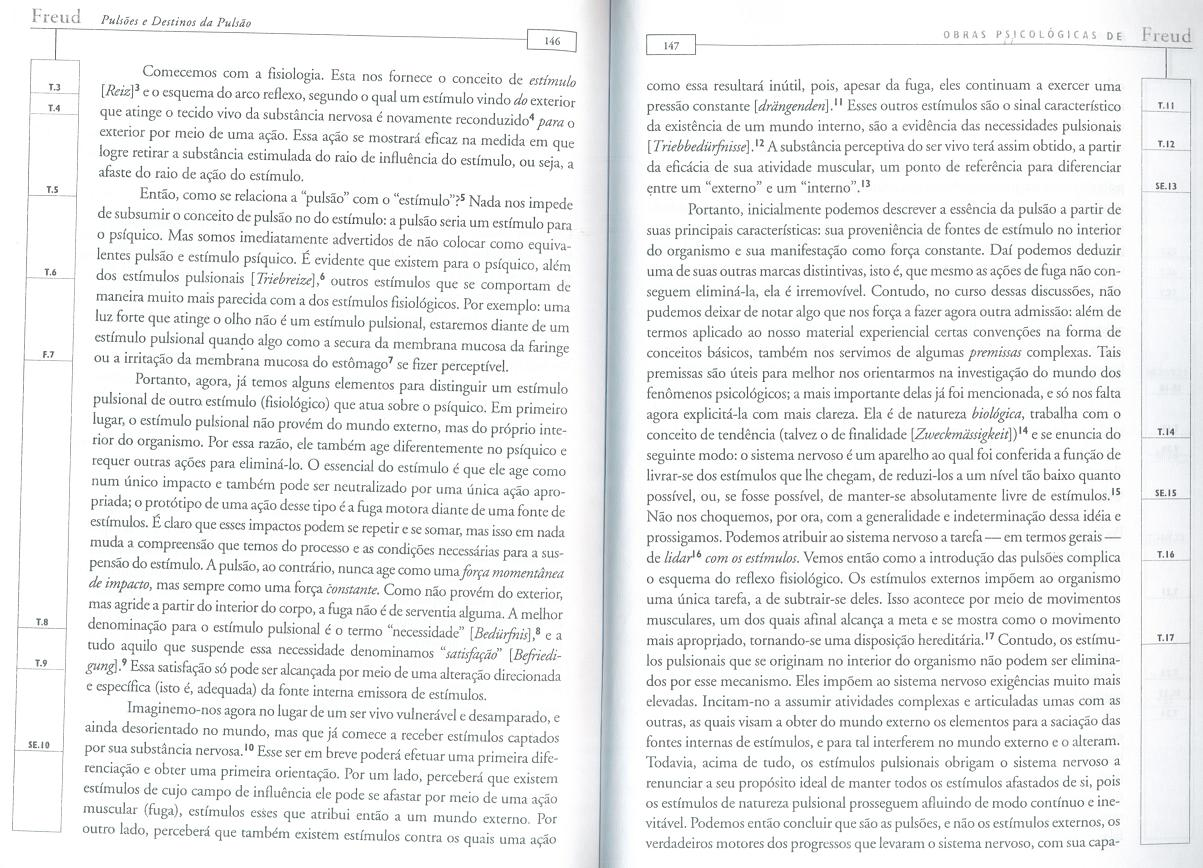 Freud Pulsões e Destinos da Pulsão
146
T.3
T.4
T.5
T.6
F.7
T.8
T.9
SE.10
Comecemos com a fisiologia. Esta nos fornece o conceito de estímulo
[Reiz]³ e o esquema do arco reflexo, segundo o qual um estímulo vindo do exterior
que atinge o tecido vivo da substância nervosa é novamente reconduzido⁴ para o
exterior por meio de uma ação. Essa ação se mostrará eficaz na medida em que
logre retirar a substância estimulada do raio de influência do estímulo, ou seja, a
afaste do raio de ação do estímulo.
Então, como se relaciona a “pulsão” com o “estímulo”?⁵ Nada nos impede
de subsumir o conceito de pulsão no do estímulo: a pulsão seria um estímulo para
o psíquico. Mas somos imediatamente advertidos de não colocar como equiva-
lentes pulsão e estímulo psíquico. É evidente que existem para o psíquico, além
dos estímulos pulsionais [Triebreize],⁶ outros estímulos que se comportam de
maneira muito mais parecida com a dos estímulos fisiológicos. Por exemplo: uma
luz forte que atinge o olho não é um estímulo pulsional, estaremos diante de um
estímulo pulsional quando algo como a secura da membrana mucosa da faringe
ou a irritação da membrana mucosa do estômago⁷ se fizer perceptível.
Portanto, agora, já temos alguns elementos para distinguir um estímulo
pulsional de outro estímulo (fisiológico) que atua sobre o psíquico. Em primeiro
lugar, o estímulo pulsional não provém do mundo externo, mas do próprio inte-
rior do organismo. Por essa razão, ele também age diferentemente no psíquico e
requer outras ações para eliminá-lo. O essencial do estímulo é que ele age como
num único impacto e também pode ser neutralizado por uma única ação apro-
priada; o protótipo de uma ação desse tipo é a fuga motora diante de uma fonte de
estímulos. É claro que esses impactos podem se repetir e se somar, mas isso em nada
muda a compreensão que temos do processo e as condições necessárias para a sus-
pensão do estímulo. A pulsão, ao contrário, nunca age como uma força momentânea
de impacto, mas sempre como uma força constante. Como não provém do exterior,
mas agride a partir do interior do corpo, a fuga não é de serventia alguma. A melhor
denominação para o estímulo pulsional é o termo “necessidade” [Bedürfnis],⁸ e a
tudo aquilo que suspende essa necessidade denominamos “satisfação” [Befriedi-
gung].⁹ Essa satisfação só pode ser alcançada por meio de uma alteração direcionada
e específica (isto é, adequada) da fonte interna emissora de estímulos.
Imaginemo-nos agora no lugar de um ser vivo vulnerável e desamparado, e
ainda desorientado no mundo, mas que já comece a receber estímulos captados
por sua substância nervosa.¹⁰ Esse ser em breve poderá efetuar uma primeira dife-
renciação e obter uma primeira orientação. Por um lado, perceberá que existem
estímulos de cujo campo de influência ele pode se afastar por meio de uma ação
muscular (fuga), estímulos esses que atribui então a um mundo externo. Por
outro lado, perceberá que também existem estímulos contra os quais uma ação
147
OBRAS PSICOLÓGICAS DE Freud
como essa resultará inútil, pois, apesar da fuga, eles continuam a exercer uma
pressão constante [drängenden].¹¹ Esses outros estímulos são o sinal característico
da existência de um mundo interno, são a evidência das necessidades pulsionais
[Triebbedürfnisse].¹² A substância perceptiva do ser vivo terá assim obtido, a partir
da eficácia de sua atividade muscular, um ponto de referência para diferenciar
entre um “externo” e um “interno”.¹³
Portanto, inicialmente podemos descrever a essência da pulsão a partir de
suas principais características: sua proveniência de fontes de estímulo no interior
do organismo e sua manifestação como força constante. Daí podemos deduzir
uma de suas outras marcas distintivas, isto é, que mesmo as ações de fuga não con-
seguem eliminá-la, ela é irremovível. Contudo, no curso dessas discussões, não
pudemos deixar de notar algo que nos força a fazer agora outra admissão: além de
termos aplicado ao nosso material experiencial certas convenções na forma de
conceitos básicos, também nos servimos de algumas premissas complexas. Tais
premissas são úteis para melhor nos orientarmos na investigação do mundo dos
fenômenos psicológicos; a mais importante delas já foi mencionada, e só nos falta
agora explicitá-la com mais clareza. Ela é de natureza biológica, trabalha com o
conceito de tendência (talvez o de finalidade [Zweckmässigkeit])¹⁴ e se enuncia do
seguinte modo: o sistema nervoso é um aparelho ao qual foi conferida a função de
livrar-se dos estímulos que lhe chegam, de reduzi-los a um nível tão baixo quanto
possível, ou, se fosse possível, de manter-se absolutamente livre de estímulos.¹⁵
Não nos choquemos, por ora, com a generalidade e indeterminação dessa idéia e
prossigamos. Podemos atribuir ao sistema nervoso a tarefa — em termos gerais —
de lidar¹⁶ com os estímulos. Vemos então como a introdução das pulsões complica
o esquema do reflexo fisiológico. Os estímulos externos impõem ao organismo
uma única tarefa, a de subtrair-se deles. Isso acontece por meio de movimentos
musculares, um dos quais afinal alcança a meta e se mostra como o movimento
mais apropriado, tornando-se uma disposição hereditária.¹⁷ Contudo, os estímu-
los pulsionais que se originam no interior do organismo não podem ser elimina-
dos por esse mecanismo. Eles impõem ao sistema nervoso exigências muito mais
elevadas. Incitam-no a assumir atividades complexas e articuladas umas com as
outras, as quais visam a obter do mundo externo os elementos para a saciação das
fontes internas de estímulos, e para tal interferem no mundo externo e o alteram.
Todavia, acima de tudo, os estímulos pulsionais obrigam o sistema nervoso a
renunciar a seu propósito ideal de manter todos os estímulos afastados de si, pois
os estímulos de natureza pulsional prosseguem afluindo de modo contínuo e ine-
vitável. Podemos então concluir que são as pulsões, e não os estímulos externos, os
verdadeiros motores dos progressos que levaram o sistema nervoso, com sua capa-
T.11
T.12
SE.13
T.14
SE.15
T.16
T.17